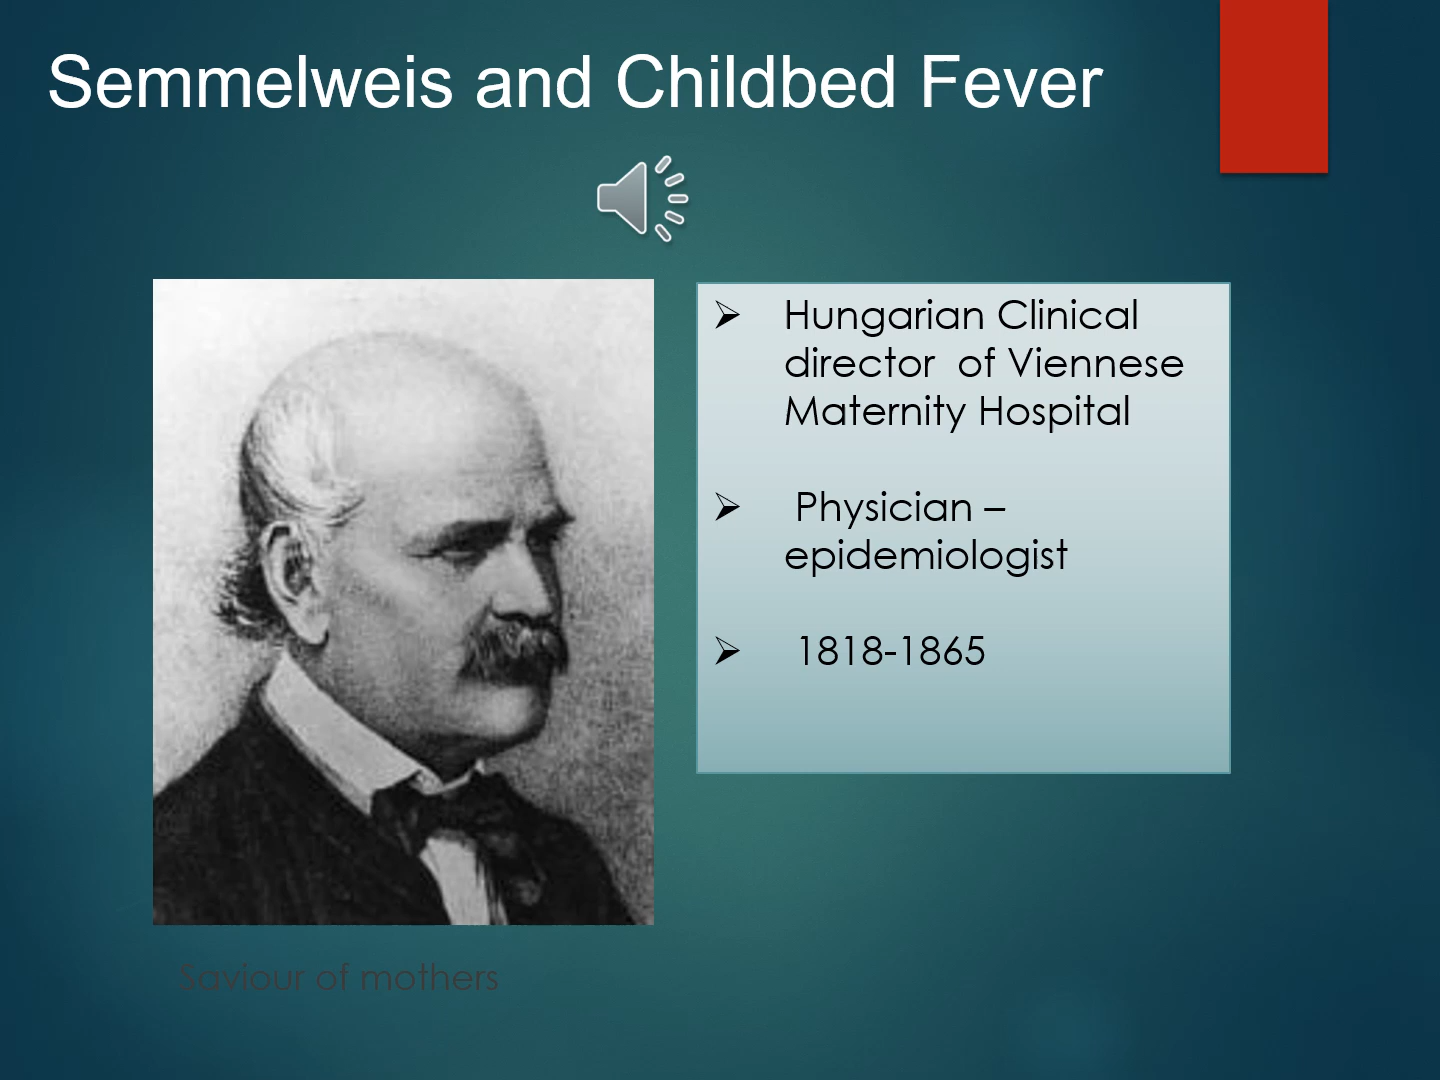 Semmelweis and Childbed Fever
➢ Hungarian Clinical
director  of Viennese
Maternity Hospital
➢ Physician –
epidemiologist
➢ 1818-1865
Saviour of mothers